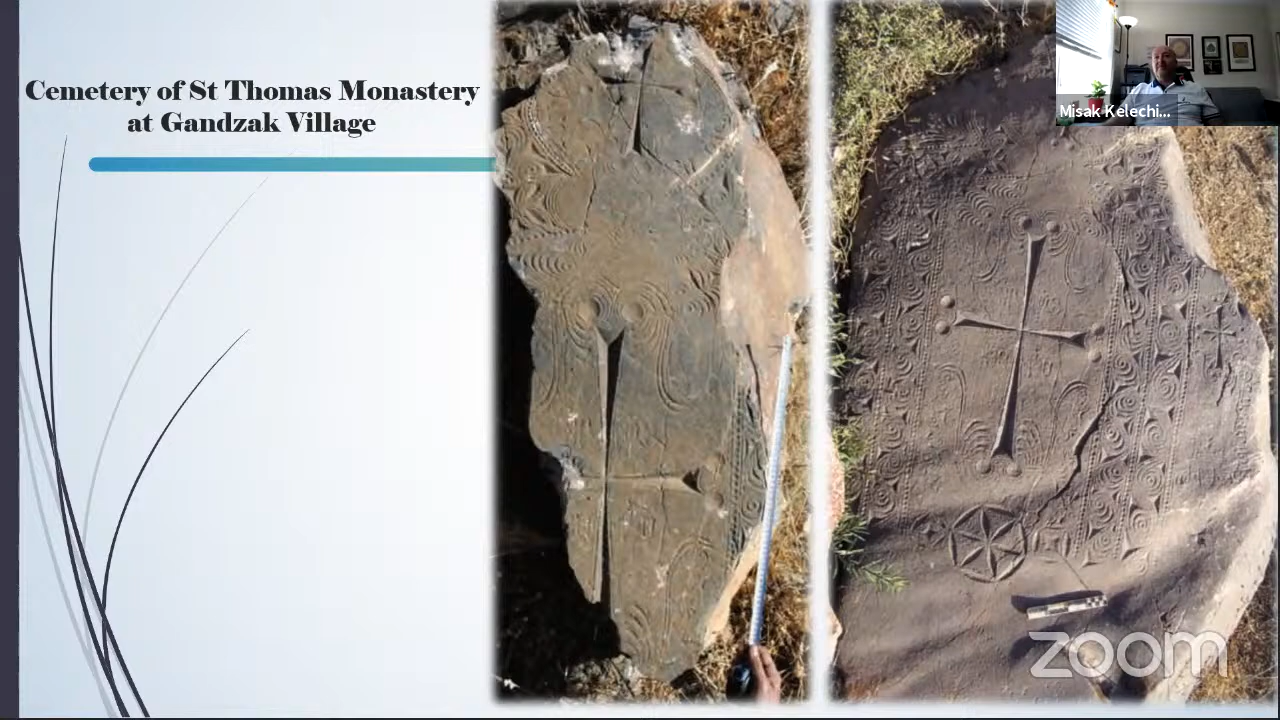 Cemetery of St Thomas Monastery
at Gandzak Village
Misak Kelechi...
zoom